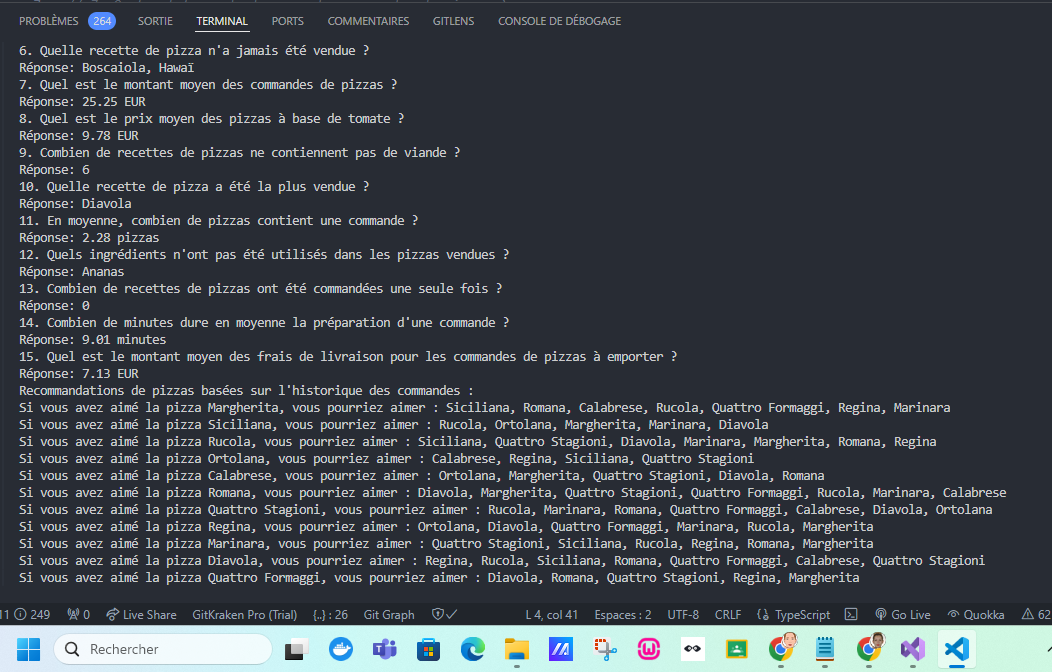 PROBLÈMES 264 SORTIE TERMINAL PORTS COMMENTAIRES GITLENS CONSOLE DE DÉBOGAGE
6. Quelle recette de pizza n'a jamais été vendue ?
Réponse: Boscaiola, Hawaï
7. Quel est le montant moyen des commandes de pizzas ?
Réponse: 25.25 EUR
8. Quel est le prix moyen des pizzas à base de tomate ?
Réponse: 9.78 EUR
9. Combien de recettes de pizzas ne contiennent pas de viande ?
Réponse: 6
10. Quelle recette de pizza a été la plus vendue ?
Réponse: Diavola
11. En moyenne, combien de pizzas contient une commande ?
Réponse: 2.28 pizzas
12. Quels ingrédients n'ont pas été utilisés dans les pizzas vendues ?
Réponse: Ananas
13. Combien de recettes de pizzas ont été commandées une seule fois ?
Réponse: 0
14. Combien de minutes dure en moyenne la préparation d'une commande ?
Réponse: 9.01 minutes
15. Quel est le montant moyen des frais de livraison pour les commandes de pizzas à emporter ?
Réponse: 7.13 EUR
Recommandations de pizzas basées sur l'historique des commandes :
Si vous avez aimé la pizza Margherita, vous pourriez aimer : Siciliana, Romana, Calabrese, Rucola, Quattro Formaggi, Regina, Marinara
Si vous avez aimé la pizza Siciliana, vous pourriez aimer : Rucola, Ortolana, Margherita, Marinara, Diavola
Si vous avez aimé la pizza Rucola, vous pourriez aimer : Siciliana, Quattro Stagioni, Diavola, Marinara, Margherita, Romana, Regina
Si vous avez aimé la pizza Ortolana, vous pourriez aimer : Calabrese, Regina, Siciliana, Quattro Stagioni
Si vous avez aimé la pizza Calabrese, vous pourriez aimer : Ortolana, Margherita, Quattro Stagioni, Diavola, Romana
Si vous avez aimé la pizza Romana, vous pourriez aimer : Diavola, Margherita, Quattro Stagioni, Quattro Formaggi, Rucola, Marinara, Calabrese
Si vous avez aimé la pizza Quattro Stagioni, vous pourriez aimer : Rucola, Marinara, Romana, Quattro Formaggi, Calabrese, Diavola, Ortolana
Si vous avez aimé la pizza Regina, vous pourriez aimer : Ortolana, Diavola, Quattro Formaggi, Marinara, Rucola, Margherita
Si vous avez aimé la pizza Marinara, vous pourriez aimer : Quattro Stagioni, Siciliana, Rucola, Regina, Romana, Margherita
Si vous avez aimé la pizza Diavola, vous pourriez aimer : Regina, Rucola, Siciliana, Romana, Quattro Formaggi, Calabrese, Quattro Stagioni
Si vous avez aimé la pizza Quattro Formaggi, vous pourriez aimer : Diavola, Romana, Quattro Stagioni, Regina, Margherita
11 249 0 Live Share GitKraken Pro (Trial) {..} : 26 Git Graph L 4, col 41 Espaces : 2 UTF-8 CRLF TypeScript Go Live Quokka 62
Rechercher